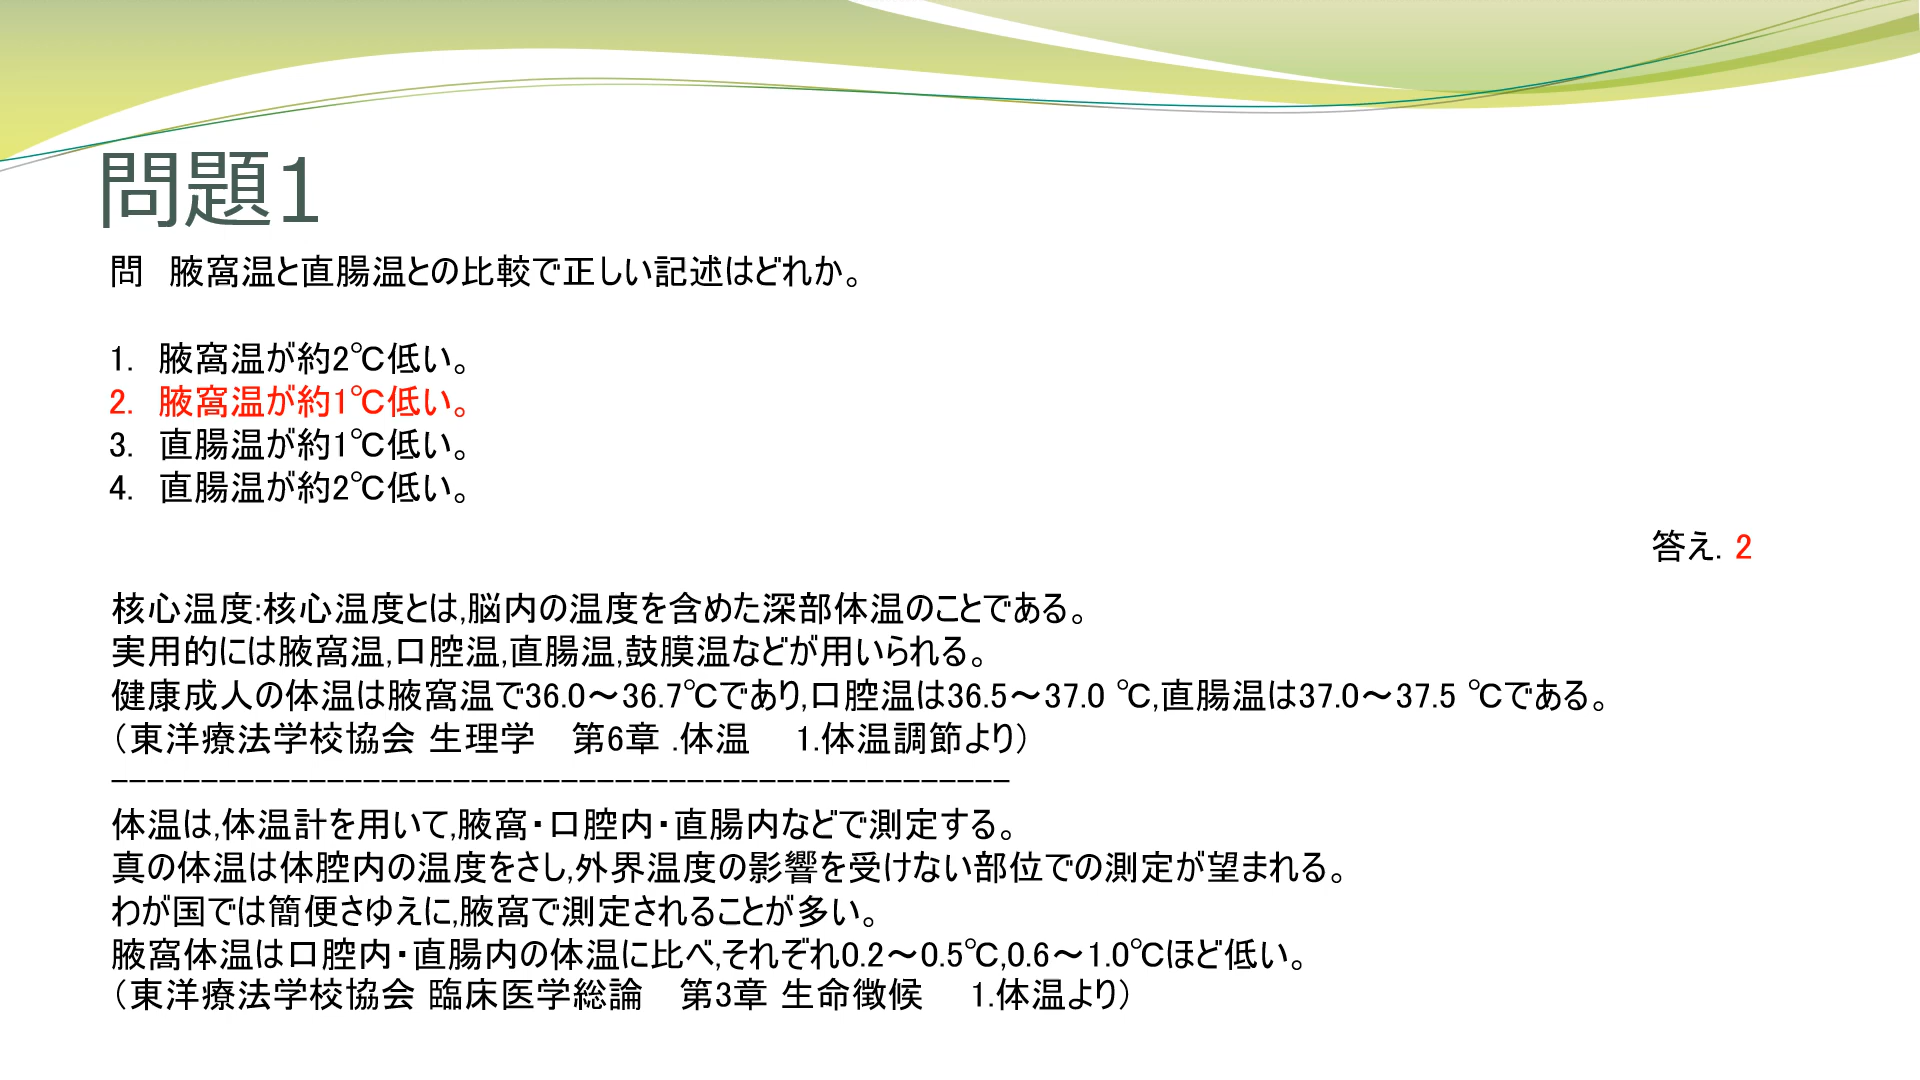 問題1
問　腋窩温と直腸温との比較で正しい記述はどれか。
1.　腋窩温が約2℃低い。
2.　腋窩温が約1℃低い。
3.　直腸温が約1℃低い。
4.　直腸温が約2℃低い。
答え. 2
核心温度:核心温度とは,脳内の温度を含めた深部体温のことである。
実用的には腋窩温,口腔温,直腸温,鼓膜温などが用いられる。
健康成人の体温は腋窩温で36.0～36.7℃であり,口腔温は36.5～37.0 ℃,直腸温は37.0～37.5 ℃である。
（東洋療法学校協会 生理学　第6章 .体温　 1.体温調節より）
--------------------------------------------------
体温は,体温計を用いて,腋窩・口腔内・直腸内などで測定する。
真の体温は体腔内の温度をさし,外界温度の影響を受けない部位での測定が望まれる。
わが国では簡便さゆえに,腋窩で測定されることが多い。
腋窩体温は口腔内・直腸内の体温に比べ,それぞれ0.2～0.5℃,0.6～1.0℃ほど低い。
（東洋療法学校協会 臨床医学総論　第3章 生命徴候　 1.体温より）